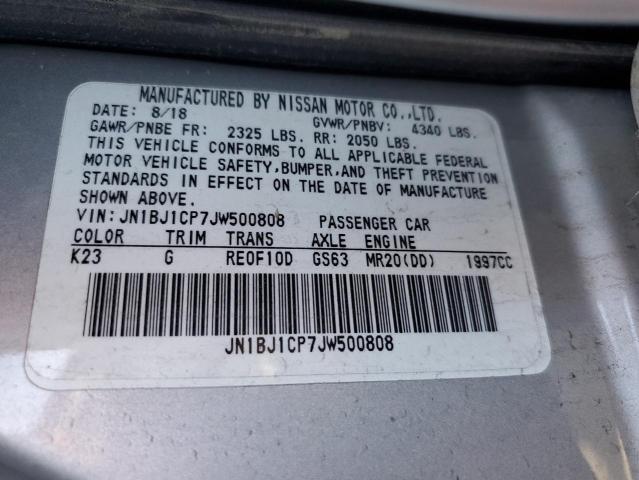 MANUFACTURED BY NISSAN MOTOR CO.,LTD.
DATE: 8/18 GVWR/PNBV: 4340 LBS.
GAWR/PNBE FR: 2325 LBS. RR: 2050 LBS.
THIS VEHICLE CONFORMS TO ALL APPLICABLE FEDERAL
MOTOR VEHICLE SAFETY, BUMPER, AND THEFT PREVENTION
STANDARDS IN EFFECT ON THE DATE OF MANUFACTURE
SHOWN ABOVE.
VIN: JN1BJ1CP7JW500808 PASSENGER CAR
COLOR TRIM TRANS AXLE ENGINE
K23 G RE0F10D GS63 MR20(DD) 1997CC
JN1BJ1CP7JW500808